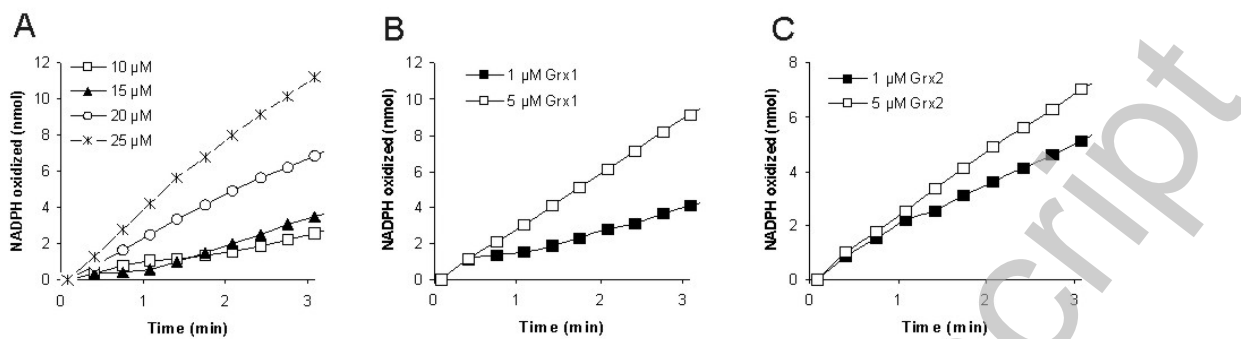 A
10 µM
15 µM
20 µM
25 µM
NADPH oxidized (nmol)
12
10
8
6
4
2
0
0 1 2 3
Time (min)
B
1 µM Grx1
5 µM Grx1
NADPH oxidized (nmol)
12
10
8
6
4
2
0
0 1 2 3
Time (min)
C
1 µM Grx2
5 µM Grx2
NADPH oxidized (nmol)
8
6
4
2
0
0 1 2 3
Time (min)
script